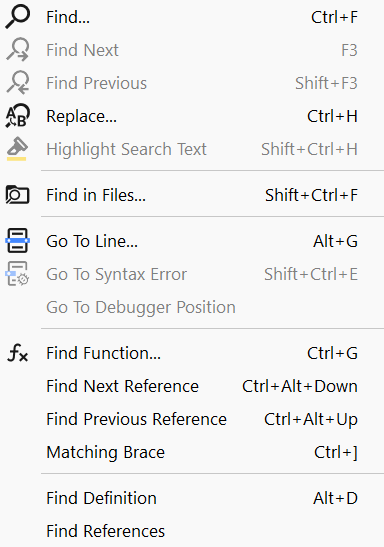 Find... Ctrl+F
Find Next F3
Find Previous Shift+F3
Replace... Ctrl+H
Highlight Search Text Shift+Ctrl+H
Find in Files... Shift+Ctrl+F
Go To Line... Alt+G
Go To Syntax Error Shift+Ctrl+E
Go To Debugger Position
Find Function... Ctrl+G
Find Next Reference Ctrl+Alt+Down
Find Previous Reference Ctrl+Alt+Up
Matching Brace Ctrl+]
Find Definition Alt+D
Find References